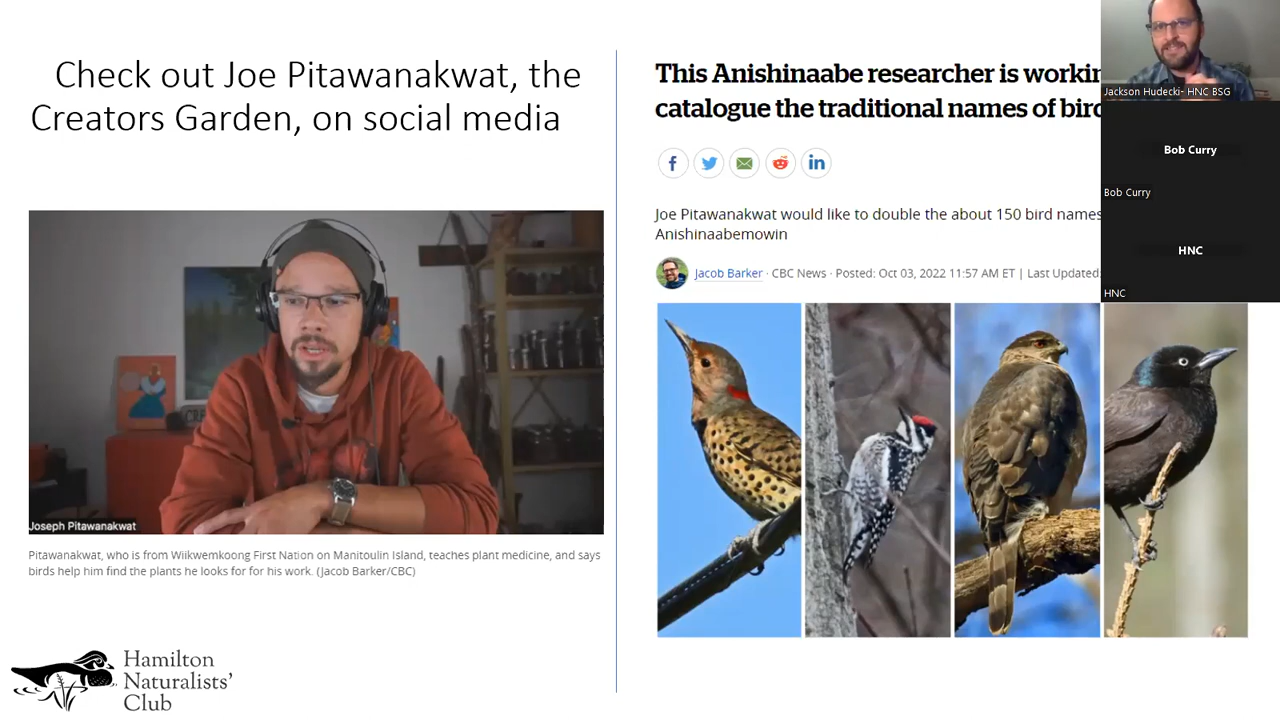 Check out Joe Pitawanakwat, the
Creators Garden, on social media
Joseph Pitawanakwat
Pitawanakwat, who is from Wiikwemkoong First Nation on Manitoulin Island, teaches plant medicine, and says
birds help him find the plants he looks for for his work. (Jacob Barker/CBC)
Hamilton
Naturalists'
Club
This Anishinaabe researcher is workin
catalogue the traditional names of bird
f
in
Joe Pitawanakwat would like to double the about 150 bird names
Anishinaabemowin
Jacob Barker · CBC News · Posted: Oct 03, 2022 11:57 AM ET | Last Updated:
Jackson Hudecki- HNC BSG
Bob Curry
Bob Curry
HNC
HNC